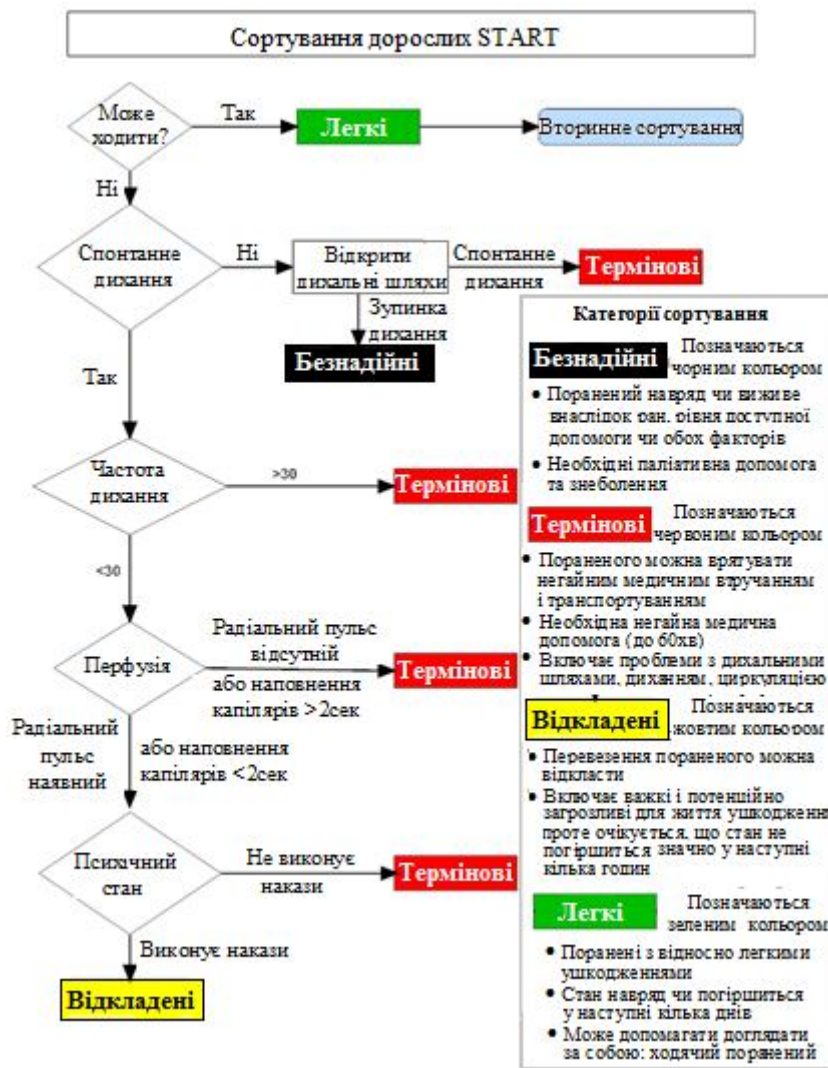 Сортування дорослих START
Може
ходити?
Так
Легкі
Вторинне сортування
Ні
Спонтанне
дихання
Ні
Відкрити
дихальні шляхи
Спонтанне
дихання
Термінові
Зупинка
дихання
Безнадійні
Так
Частота
дихання
>30
Термінові
<30
Перфузія
Радіальний пульс
відсутній
або наповнення
капілярів >2сек
Термінові
Радіальний
пульс
наявний
або наповнення
капілярів <2сек
Психічний
стан
Не виконує
накази
Термінові
Виконує накази
Відкладені
Категорії сортування
Безнадійні
Позначаються
чорним кольором
• Поранений навряд чи виживе
внаслідок ран, рівня доступної
допомоги чи обох факторів
• Необхідні паліативна допомога
та знеболення
Термінові
Позначаються
червоним кольором
• Пораненого можна врятувати
негайним медичним втручанням
і транспортуванням
• Необхідна негайна медична
допомога (до 60хв)
• Включає проблеми з дихальними
шляхами, диханням, циркуляцією
Відкладені
Позначаються
жовтим кольором
• Перевезення пораненого можна
відкласти
• Включає важкі і потенційно
загрозливі для життя ушкодженн
проте очікується, що стан не
погіршиться значно у наступні
кілька годин
Легкі
Позначаються
зеленим кольором
• Поранені з відносно легкими
ушкодженнями
• Стан навряд чи погіршиться
у наступні кілька днів
• Може допомагати доглядати
за собою: ходячий поранений